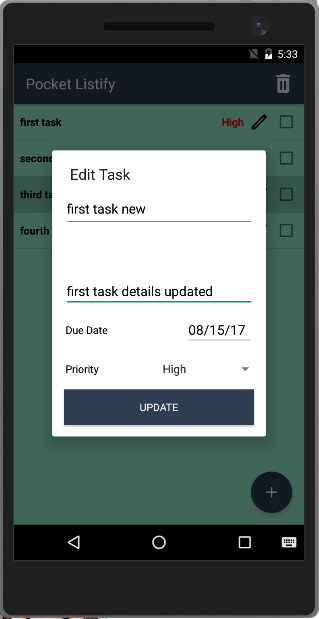 5:33
Pocket Listify
first task High
second
third ta
fourth
Edit Task
first task new
first task details updated
Due Date 08/15/17
Priority High
UPDATE